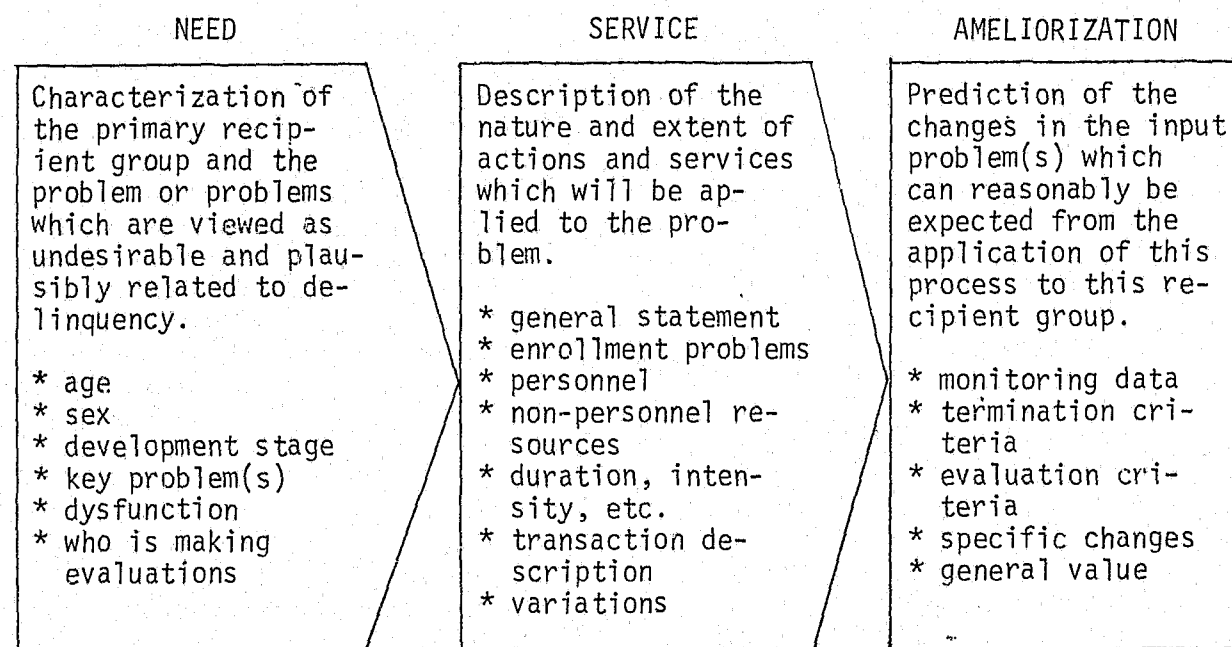 NEED
Characterization of
the primary recip-
ient group and the
problem or problems
which are viewed as
undesirable and plau-
sibly related to de-
linquency.
* age
* sex
* development stage
* key problem(s)
* dysfunction
* who is making
evaluations
SERVICE
Description of the
nature and extent of
actions and services
which will be ap-
plied to the pro-
blem.
* general statement
* enrollment problems
* personnel
* non-personnel re-
sources
* duration, inten-
sity, etc.
* transaction de-
scription
* variations
AMELIORIZATION
Prediction of the
changes in the input
problem(s) which
can reasonably be
expected from the
application of this
process to this re-
cipient group.
* monitoring data
* termination cri-
teria
* evaluation cri-
teria
* specific changes
* general value